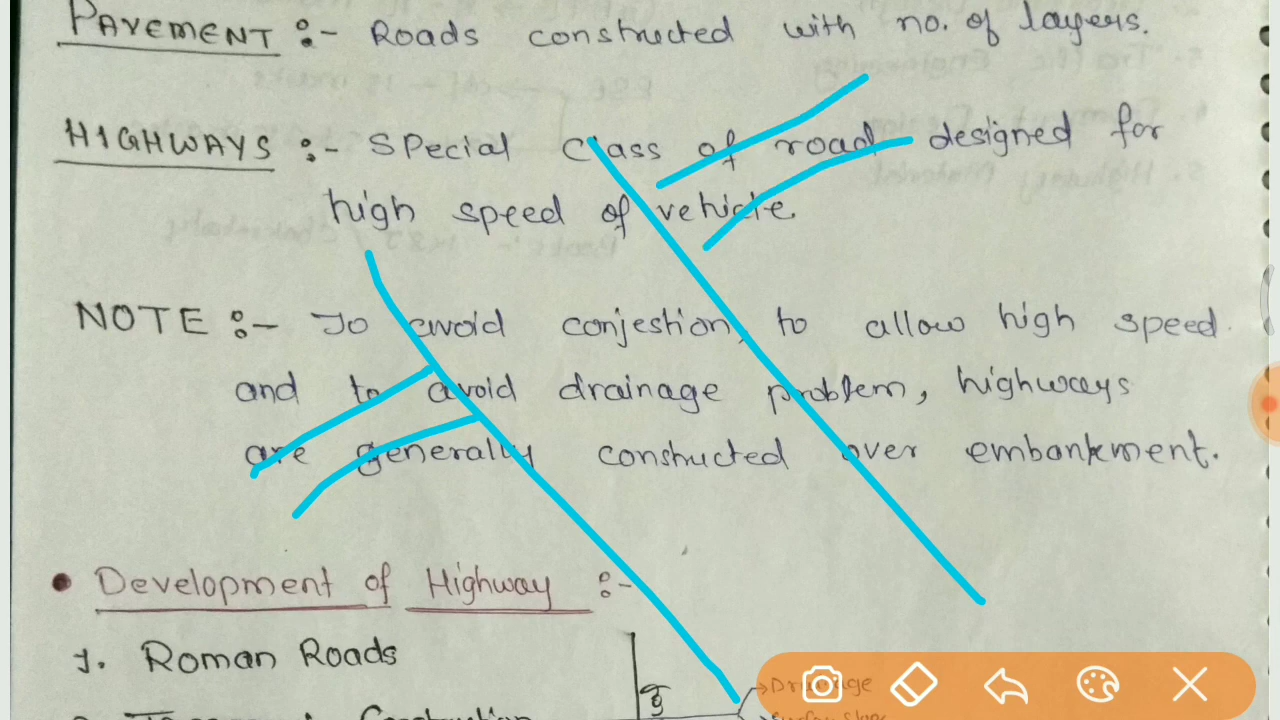 PAVEMENT :- Roads constructed with no. of layers.
HIGHWAYS :- Special Class of road designed for
high speed of vehicle.
NOTE :- To avoid conjestion, to allow high speed
and to avoid drainage problem, highways
are generally constructed over embankment.
• Development of Highway :-
1. Roman Roads
Construction
Drainage